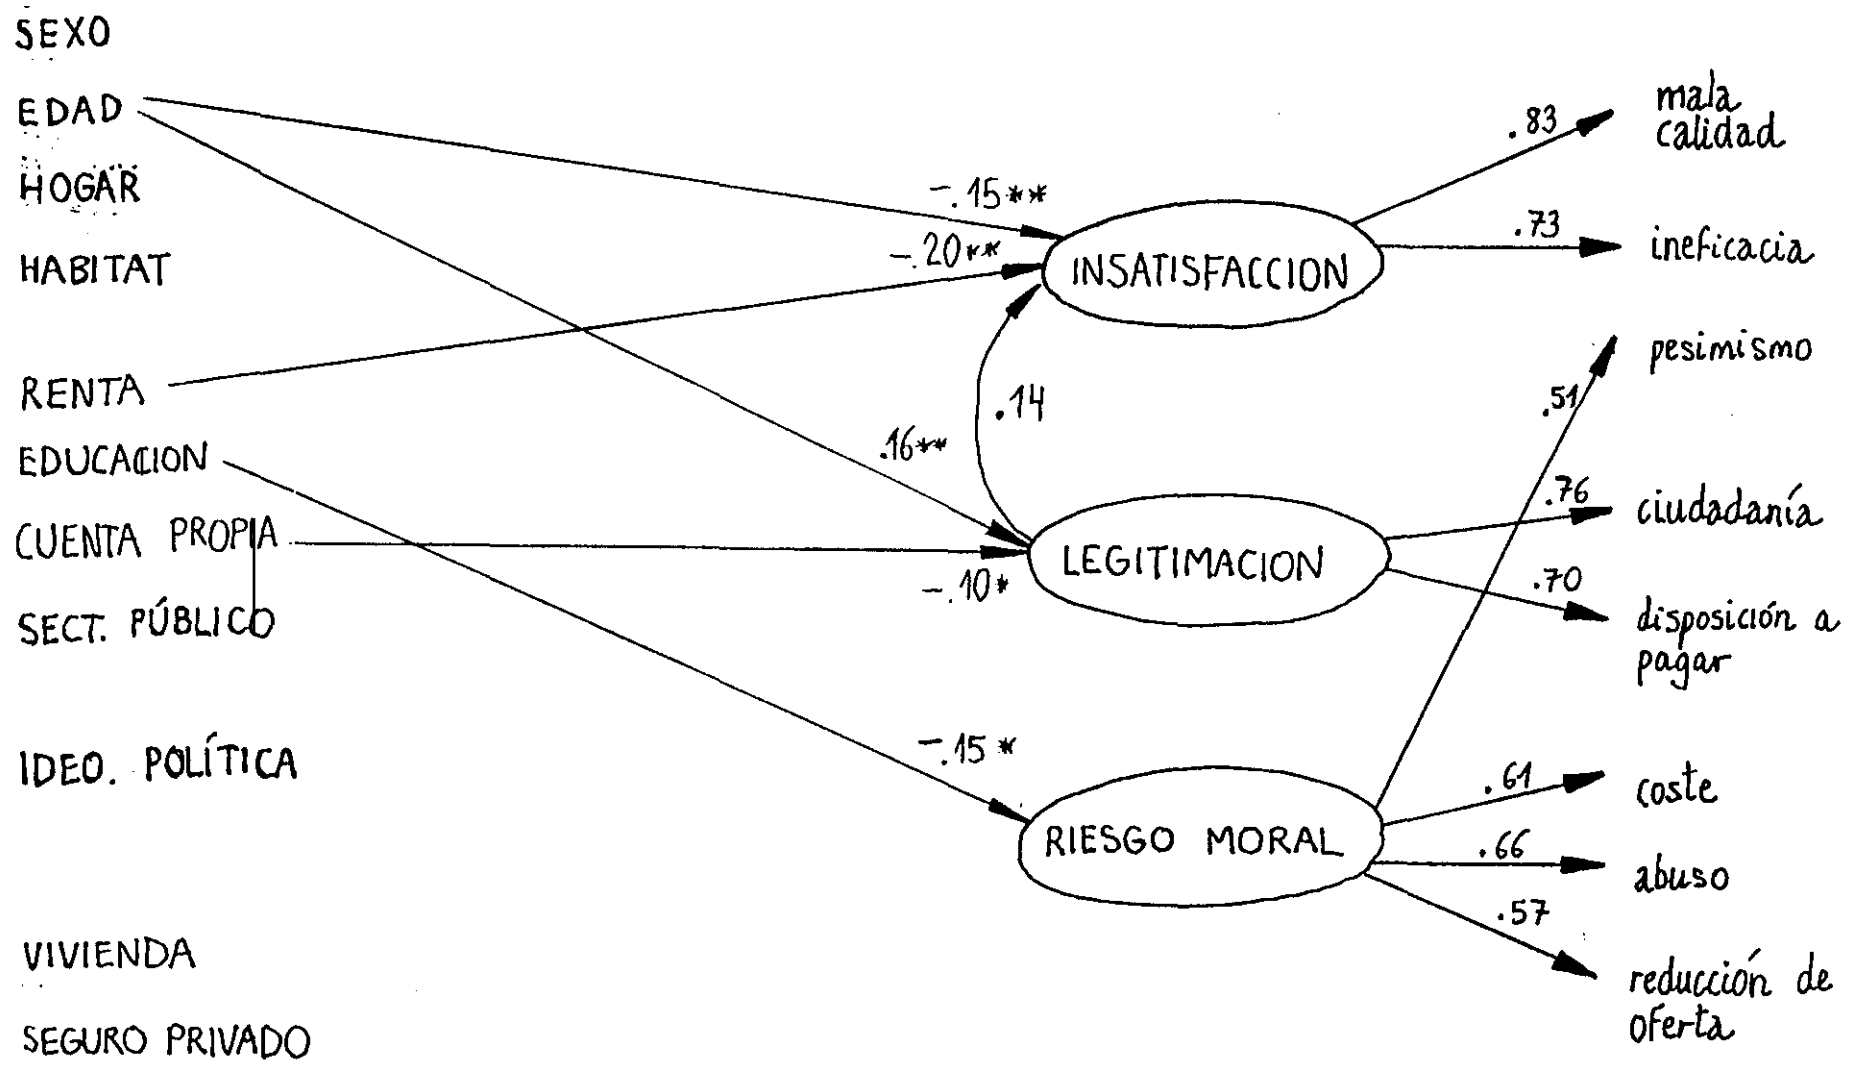 SEXO
EDAD
HOGAR
HABITAT
RENTA
EDUCACION
CUENTA PROPIA
SECT. PÚBLICO
IDEO. POLÍTICA
VIVIENDA
SEGURO PRIVADO
-.15**
-.20**
.14
.16**
-.10*
-.15*
INSATISFACCION
LEGITIMACION
RIESGO MORAL
.83
.73
.51
.76
.70
.61
.66
.57
mala
calidad
ineficacia
pesimismo
ciudadanía
disposición a
pagar
coste
abuso
reducción de
oferta